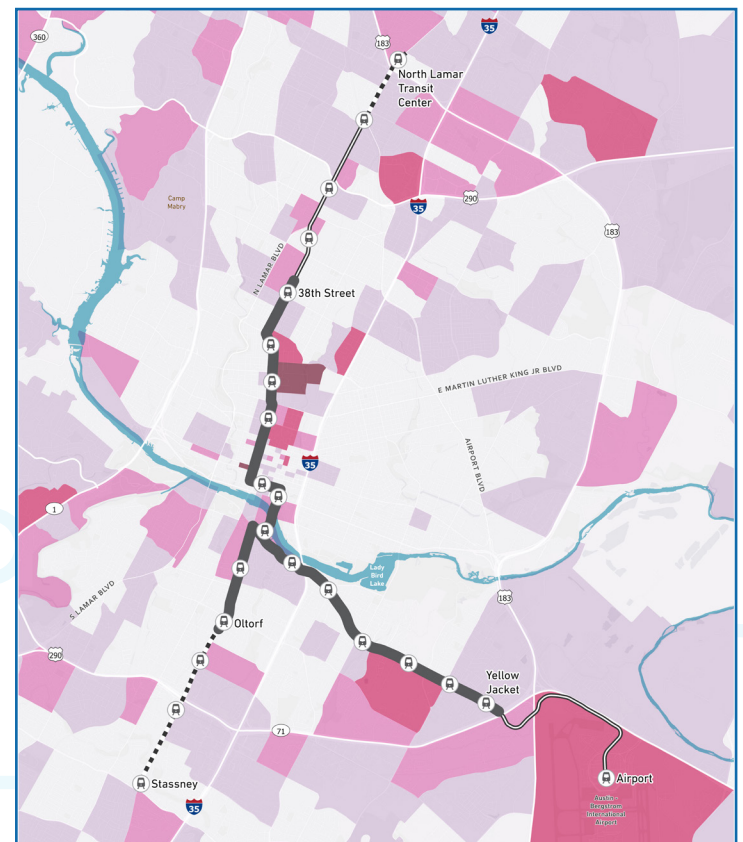 360
183
35
North Lamar
Transit
Center
Camp
Mabry
290
35
183
N LAMAR BLVD
38th Street
E MARTIN LUTHER KING JR BLVD
AIRPORT BLVD
35
1
Lady
Bird
Lake
S LAMAR BLVD
183
Oltorf
290
Yellow
Jacket
71
Stassney
Airport
35
Austin-
Bergstrom
International
Airport